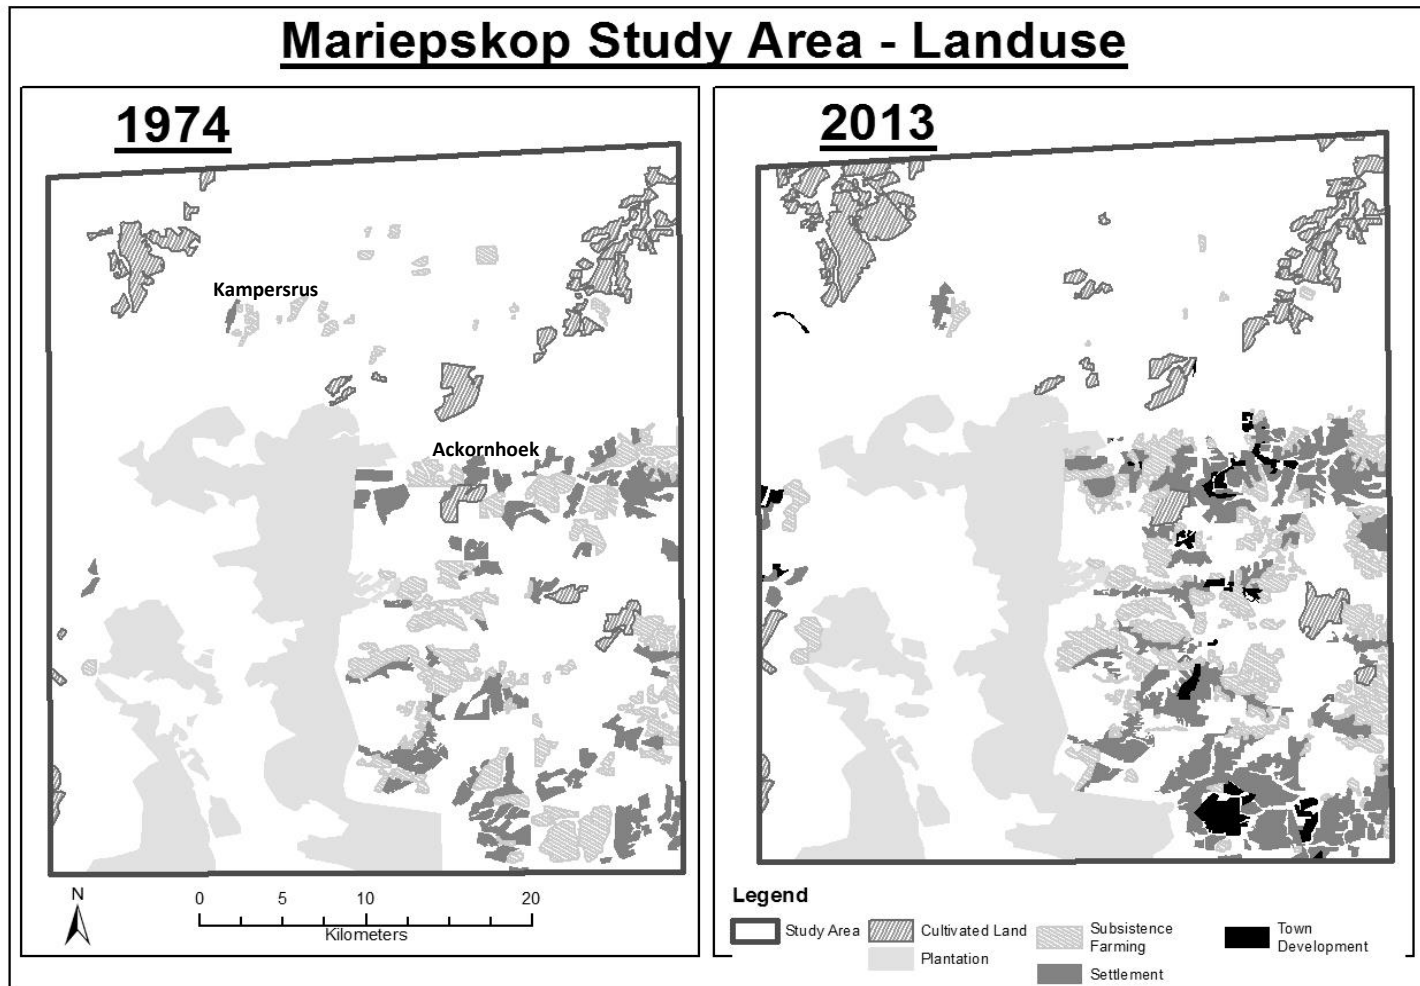 Mariepskop Study Area - Landuse
1974
2013
Kampersrus
Ackornhoek
N
0 5 10 20
Kilometers
Legend
Study Area
Cultivated Land
Plantation
Subsistence
Farming
Settlement
Town
Development